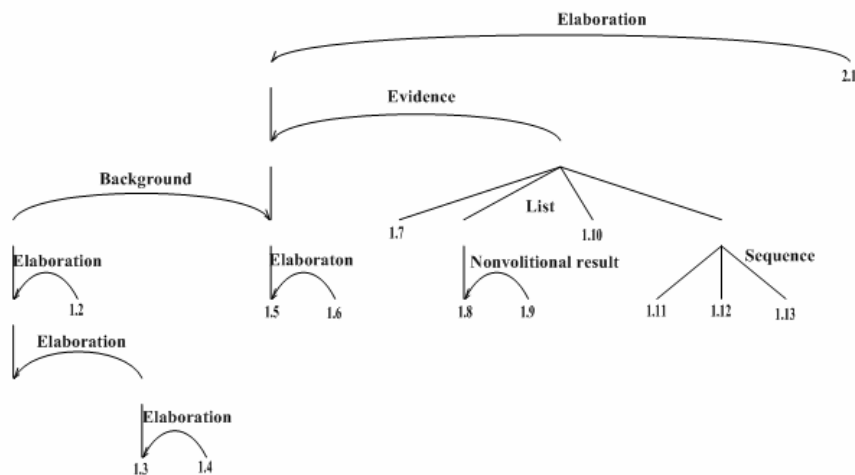 Elaboration
2.1
Evidence
Background
List
1.7
1.10
Elaboration
Elaboraton
Nonvolitional result
Sequence
1.2
1.5
1.6
1.8
1.9
1.11
1.12
1.13
Elaboration
Elaboration
1.3
1.4